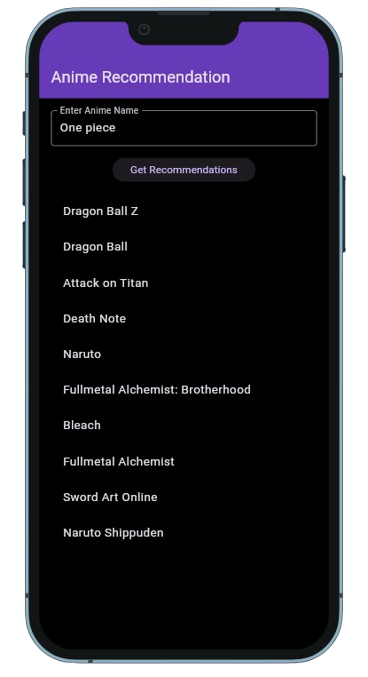 Anime Recommendation
Enter Anime Name
One piece
Get Recommendations
Dragon Ball Z
Dragon Ball
Attack on Titan
Death Note
Naruto
Fullmetal Alchemist: Brotherhood
Bleach
Fullmetal Alchemist
Sword Art Online
Naruto Shippuden